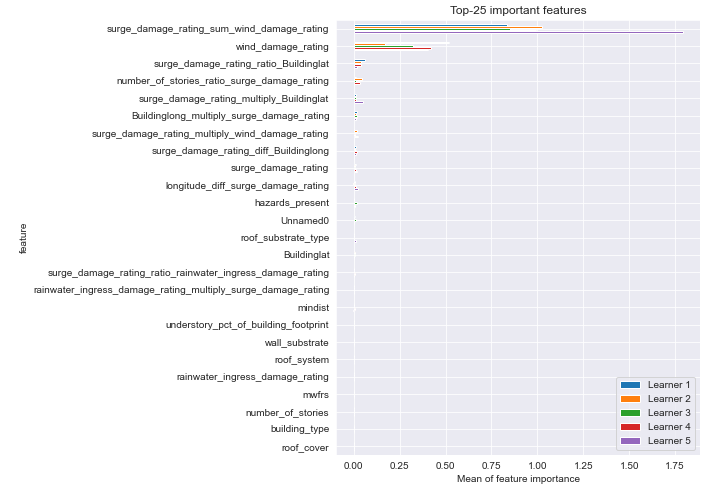 Top-25 important features
surge_damage_rating_sum_wind_damage_rating
wind_damage_rating
surge_damage_rating_ratio_Buildinglat
number_of_stories_ratio_surge_damage_rating
surge_damage_rating_multiply_Buildinglat
Buildinglong_multiply_surge_damage_rating
surge_damage_rating_multiply_wind_damage_rating
surge_damage_rating_diff_Buildinglong
surge_damage_rating
longitude_diff_surge_damage_rating
hazards_present
Unnamed0
roof_substrate_type
Buildinglat
surge_damage_rating_ratio_rainwater_ingress_damage_rating
rainwater_ingress_damage_rating_multiply_surge_damage_rating
mindist
understory_pct_of_building_footprint
wall_substrate
roof_system
rainwater_ingress_damage_rating
mwfrs
number_of_stories
building_type
roof_cover
feature
Learner 1
Learner 2
Learner 3
Learner 4
Learner 5
0.00 0.25 0.50 0.75 1.00 1.25 1.50 1.75
Mean of feature importance